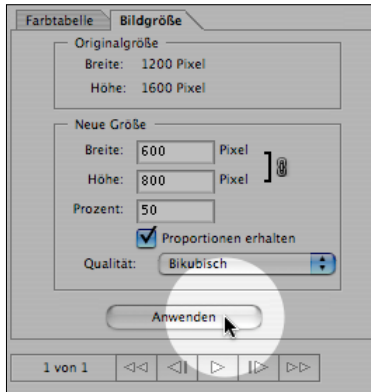 Farbtabelle Bildgröße
Originalgröße
Breite: 1200 Pixel
Höhe: 1600 Pixel
Neue Größe
Breite: 600 Pixel
Höhe: 800 Pixel
Prozent: 50
Proportionen erhalten
Qualität: Bikubisch
Anwenden
1 von 1